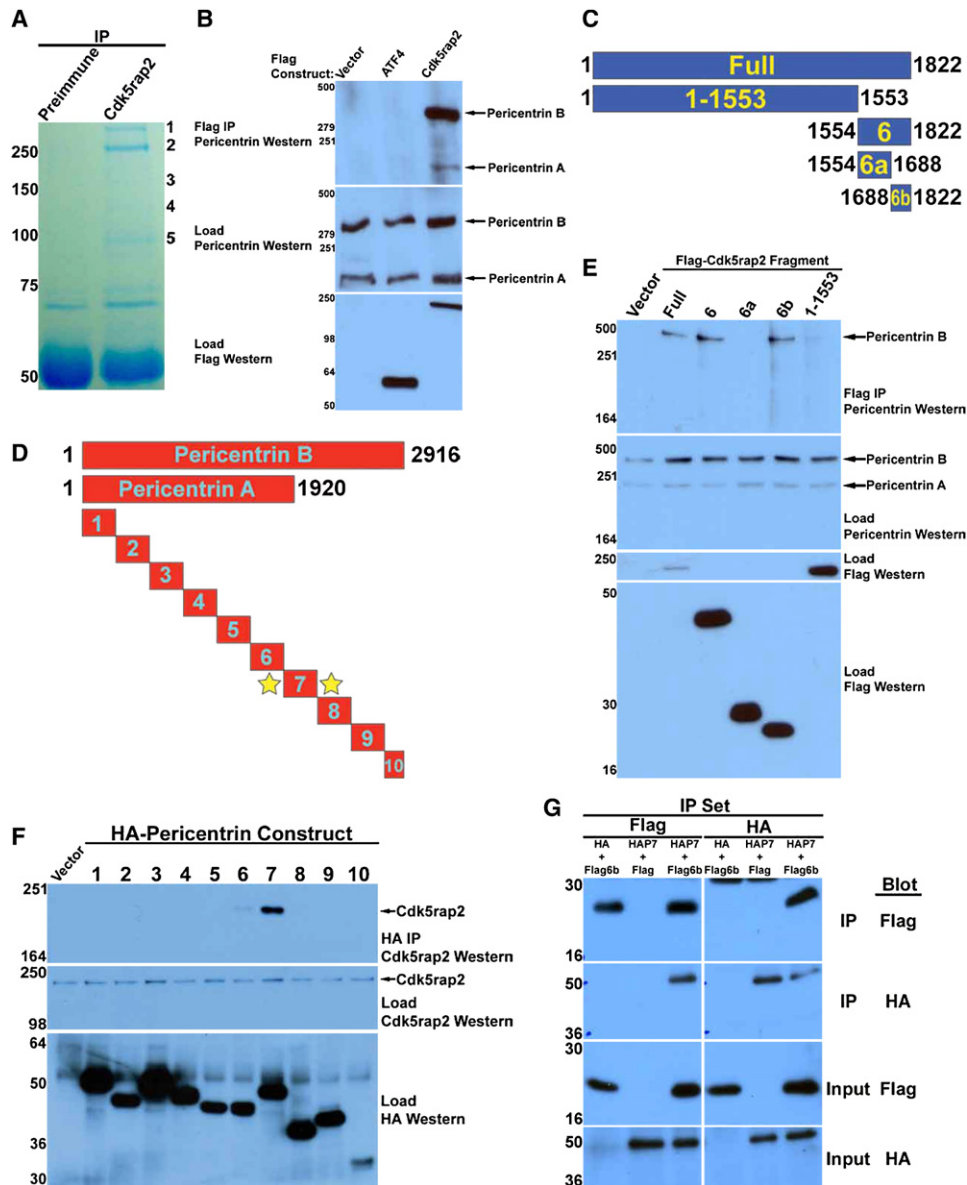 A
IP
Preimmune
Cdk5rap2
250
150
100
75
50
1
2
3
4
5
B
Flag
Construct:
Vector
ATF4
Cdk5rap2
500
279
251
Flag IP
Pericentrin Western
Pericentrin B
Pericentrin A
500
279
251
Load
Pericentrin Western
Pericentrin B
Pericentrin A
250
98
64
50
Load
Flag Western
C
1 Full 1822
1 1-1553 1553
1554 6 1822
1554 6a 1688
1688 6b 1822
D
1 Pericentrin B 2916
1 Pericentrin A 1920
1
2
3
4
5
6
7
8
9
10
E
Flag-Cdk5rap2 Fragment
Vector
Full
6
6a
6b
1-1553
500
251
164
Pericentrin B
Flag IP
Pericentrin Western
500
251
164
Pericentrin B
Pericentrin A
Load
Pericentrin Western
250
Load
Flag Western
50
30
16
Load
Flag Western
F
HA-Pericentrin Construct
Vector 1 2 3 4 5 6 7 8 9 10
251
164
Cdk5rap2
HA IP
Cdk5rap2 Western
250
98
Cdk5rap2
Load
Cdk5rap2 Western
64
50
36
30
Load
HA Western
G
IP Set
Flag HA
HA + Flag6b
HAP7 + Flag
HAP7 + Flag6b
HA + Flag6b
HAP7 + Flag
HAP7 + Flag6b
Blot
30
16
IP Flag
50
36
IP HA
30
16
Input Flag
50
36
Input HA